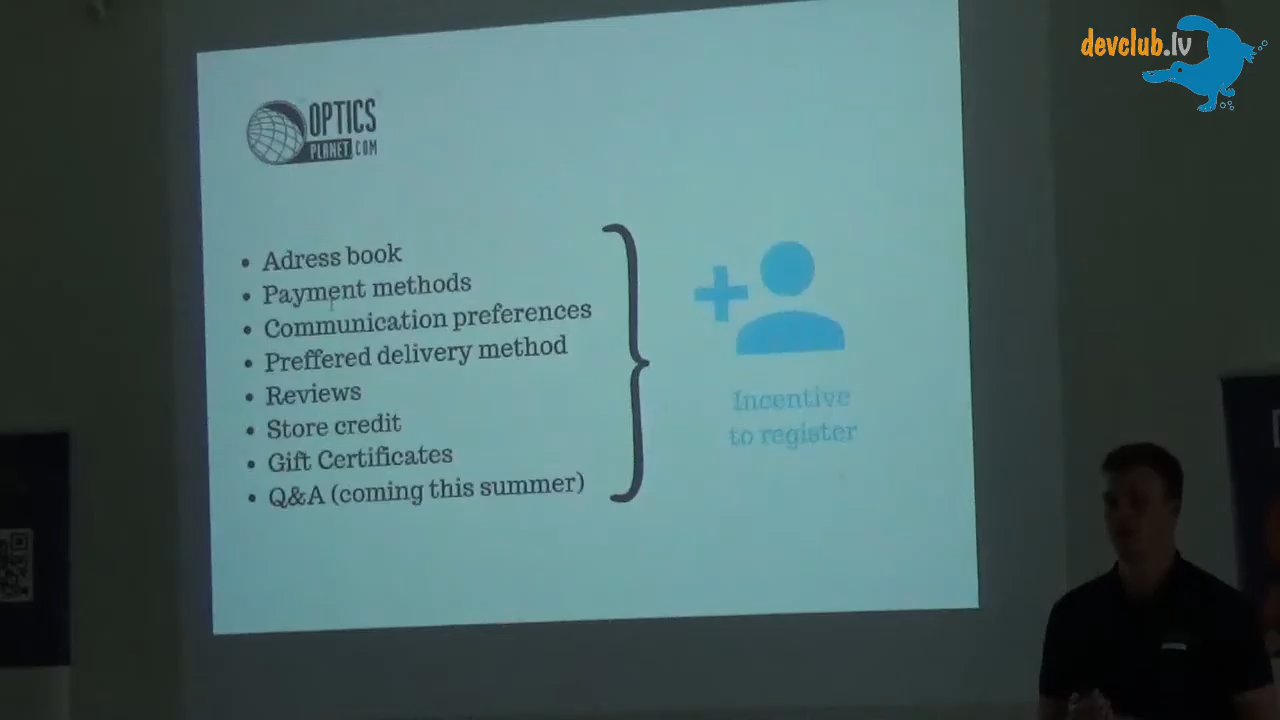 devclub.lv
OPTICS
PLANET.COM
• Adress book
• Payment methods
• Communication preferences
• Preffered delivery method
• Reviews
• Store credit
• Gift Certificates
• Q&A (coming this summer)
Incentive
to register